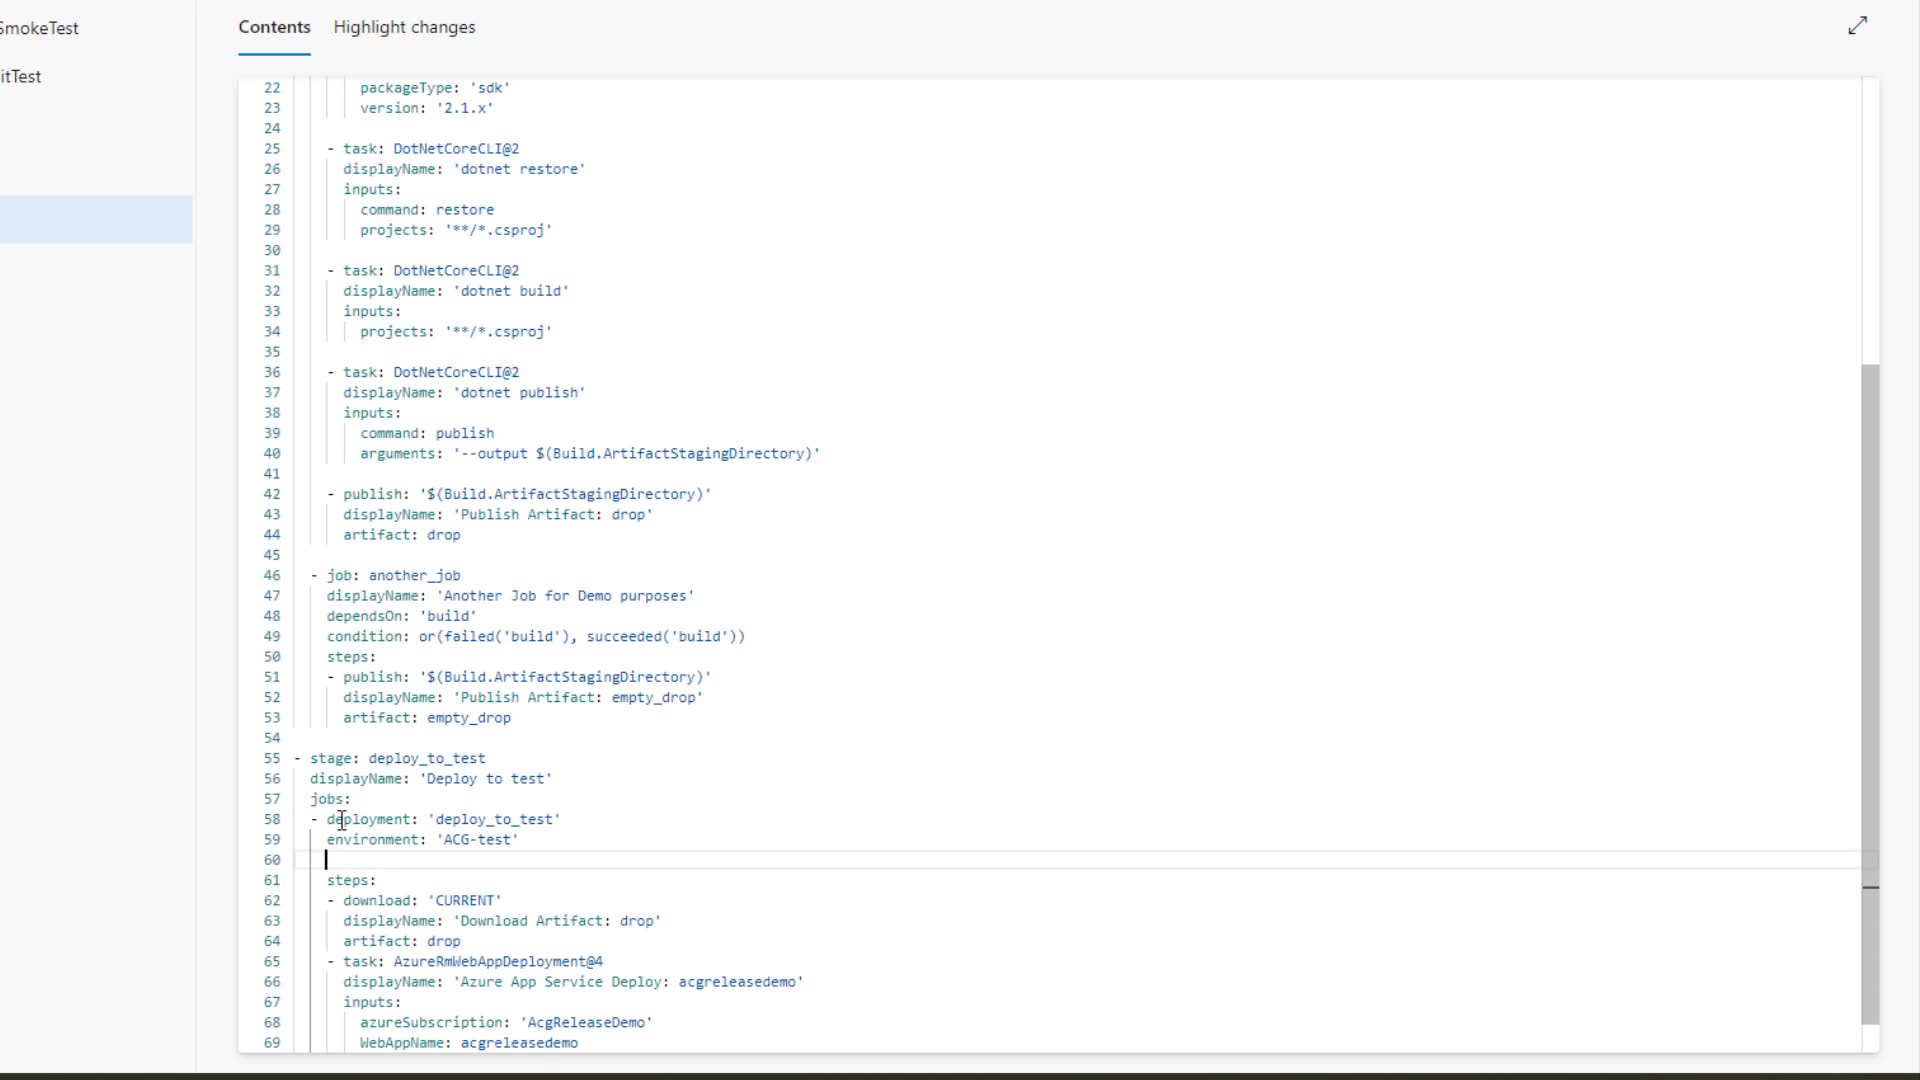 SmokeTest
itTest
Contents
Highlight changes
22 packageType: 'sdk'
23 version: '2.1.x'
24
25 - task: DotNetCoreCLI@2
26 displayName: 'dotnet restore'
27 inputs:
28 command: restore
29 projects: '**/*.csproj'
30
31 - task: DotNetCoreCLI@2
32 displayName: 'dotnet build'
33 inputs:
34 projects: '**/*.csproj'
35
36 - task: DotNetCoreCLI@2
37 displayName: 'dotnet publish'
38 inputs:
39 command: publish
40 arguments: '--output $(Build.ArtifactStagingDirectory)'
41
42 - publish: '$(Build.ArtifactStagingDirectory)'
43 displayName: 'Publish Artifact: drop'
44 artifact: drop
45
46 - job: another_job
47 displayName: 'Another Job for Demo purposes'
48 dependsOn: 'build'
49 condition: or(failed('build'), succeeded('build'))
50 steps:
51 - publish: '$(Build.ArtifactStagingDirectory)'
52 displayName: 'Publish Artifact: empty_drop'
53 artifact: empty_drop
54
55 - stage: deploy_to_test
56 displayName: 'Deploy to test'
57 jobs:
58 - deployment: 'deploy_to_test'
59 environment: 'ACG-test'
60
61 steps:
62 - download: 'CURRENT'
63 displayName: 'Download Artifact: drop'
64 artifact: drop
65 - task: AzureRmWebAppDeployment@4
66 displayName: 'Azure App Service Deploy: acgreleasedemo'
67 inputs:
68 azureSubscription: 'AcgReleaseDemo'
69 WebAppName: acgreleasedemo